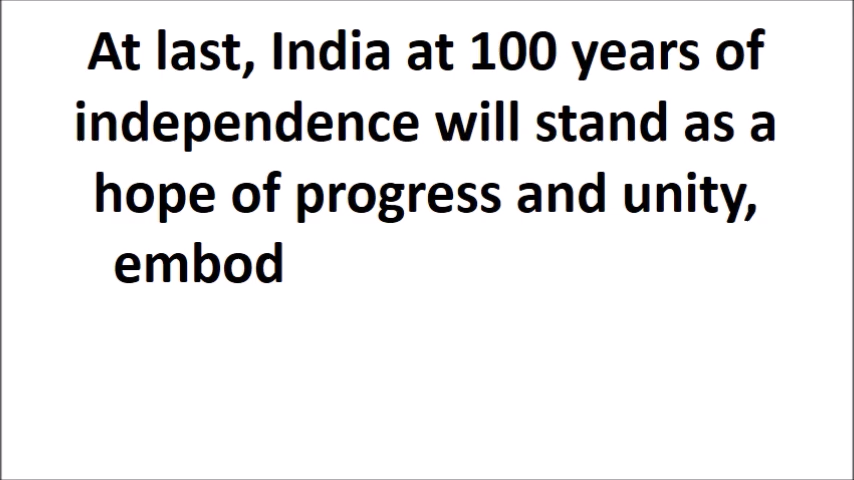 At last, India at 100 years of
independence will stand as a
hope of progress and unity,
embod